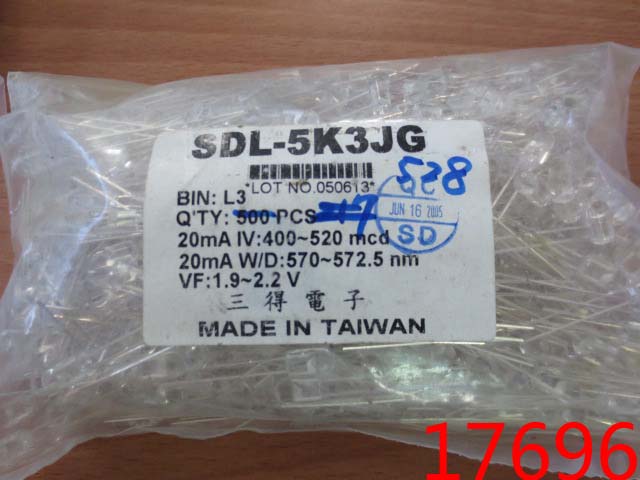 SDL-5K3JG
*LOT NO.050613*
538
BIN: L3
Q'TY: 500 PCS
JUN 16 2005
SD
20mA IV:400~520 mcd
20mA W/D:570~572.5 nm
VF:1.9~2.2 V
三得電子
MADE IN TAIWAN
17696